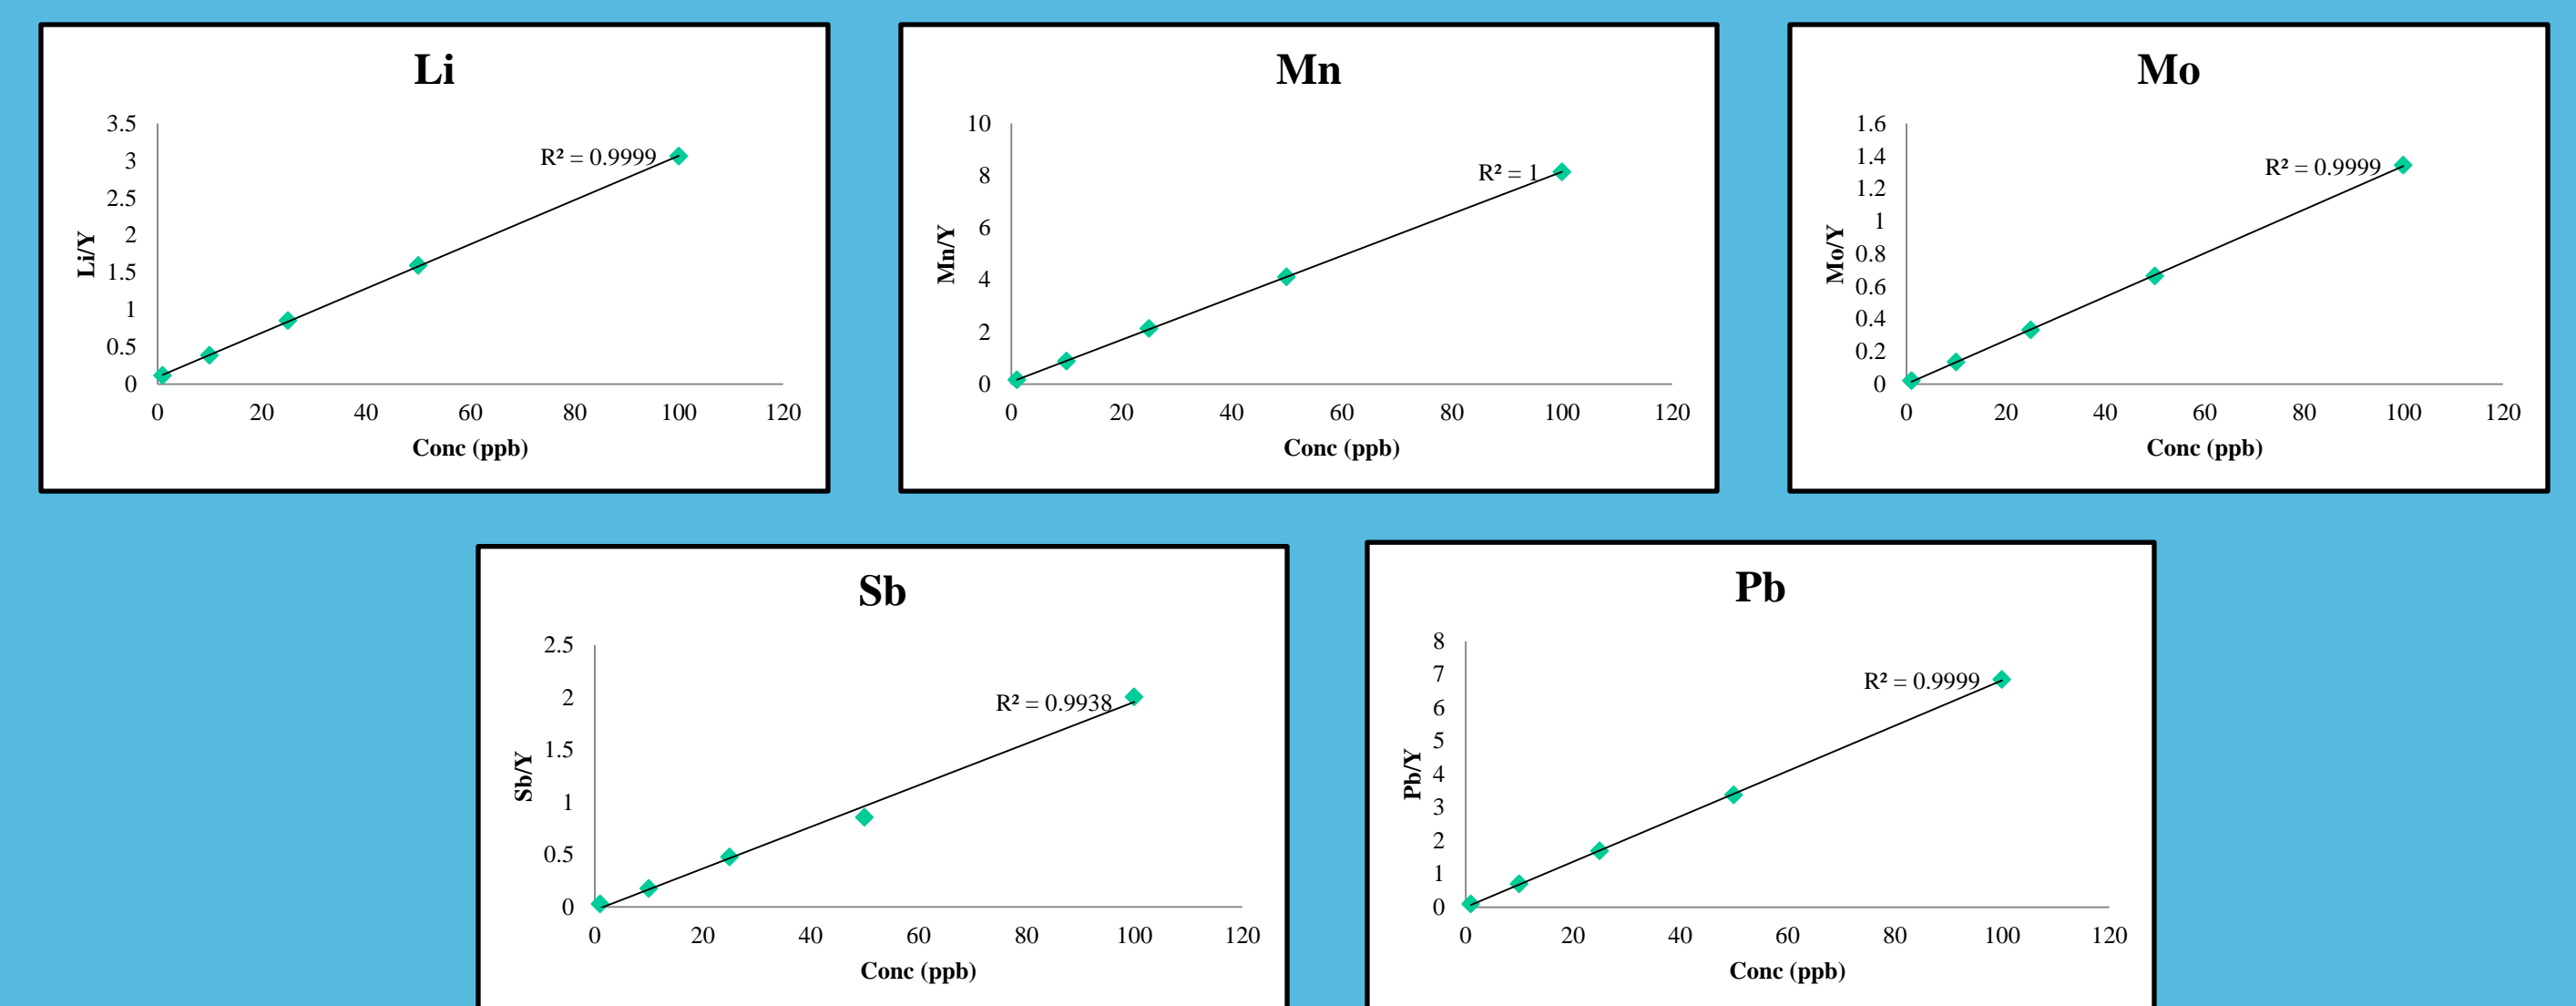 Li
3.5
3
2.5
2
1.5
1
0.5
0
Li/Y
R² = 0.9999
0 20 40 60 80 100 120
Conc (ppb)
Mn
10
8
6
4
2
0
Mn/Y
R² = 1
0 20 40 60 80 100 120
Conc (ppb)
Mo
1.6
1.4
1.2
1
0.8
0.6
0.4
0.2
0
Mo/Y
R² = 0.9999
0 20 40 60 80 100 120
Conc (ppb)
Sb
2.5
2
1.5
1
0.5
0
Sb/Y
R² = 0.9938
0 20 40 60 80 100 120
Conc (ppb)
Pb
8
7
6
5
4
3
2
1
0
Pb/Y
R² = 0.9999
0 20 40 60 80 100 120
Conc (ppb)